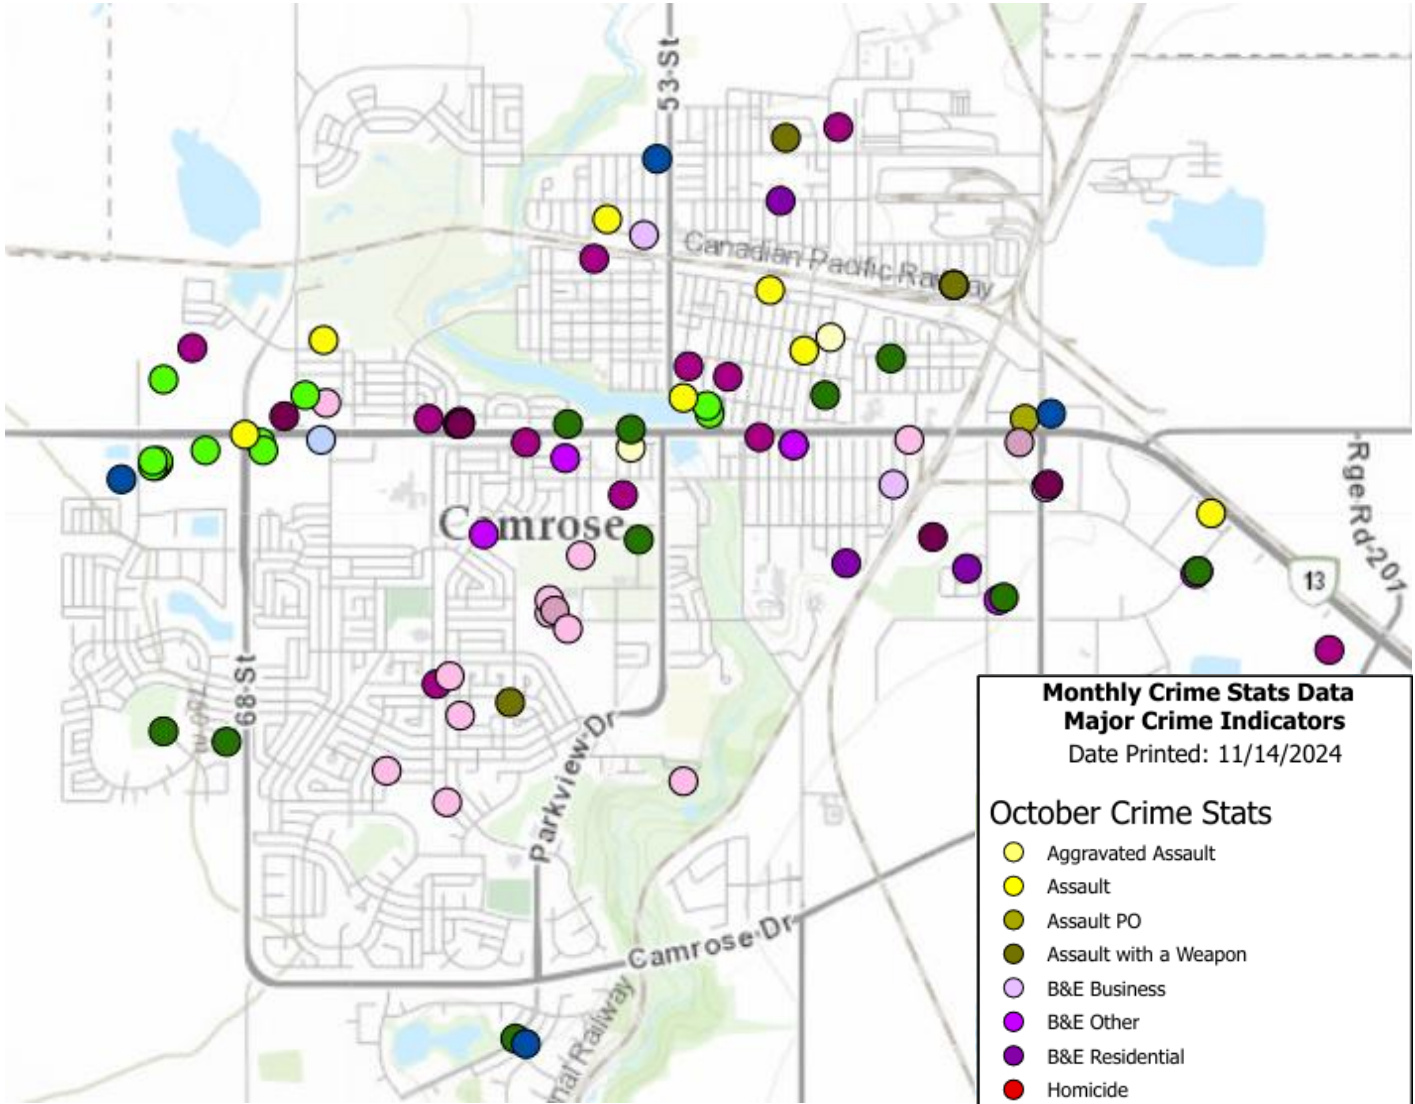 53 St
Canadian Pacific Railway
Camrose
Rge Rd 201
13
68 St
Parkview Dr
Camrose Dr
nal Railway
Monthly Crime Stats Data
Major Crime Indicators
Date Printed: 11/14/2024
October Crime Stats
Aggravated Assault
Assault
Assault PO
Assault with a Weapon
B&E Business
B&E Other
B&E Residential
Homicide